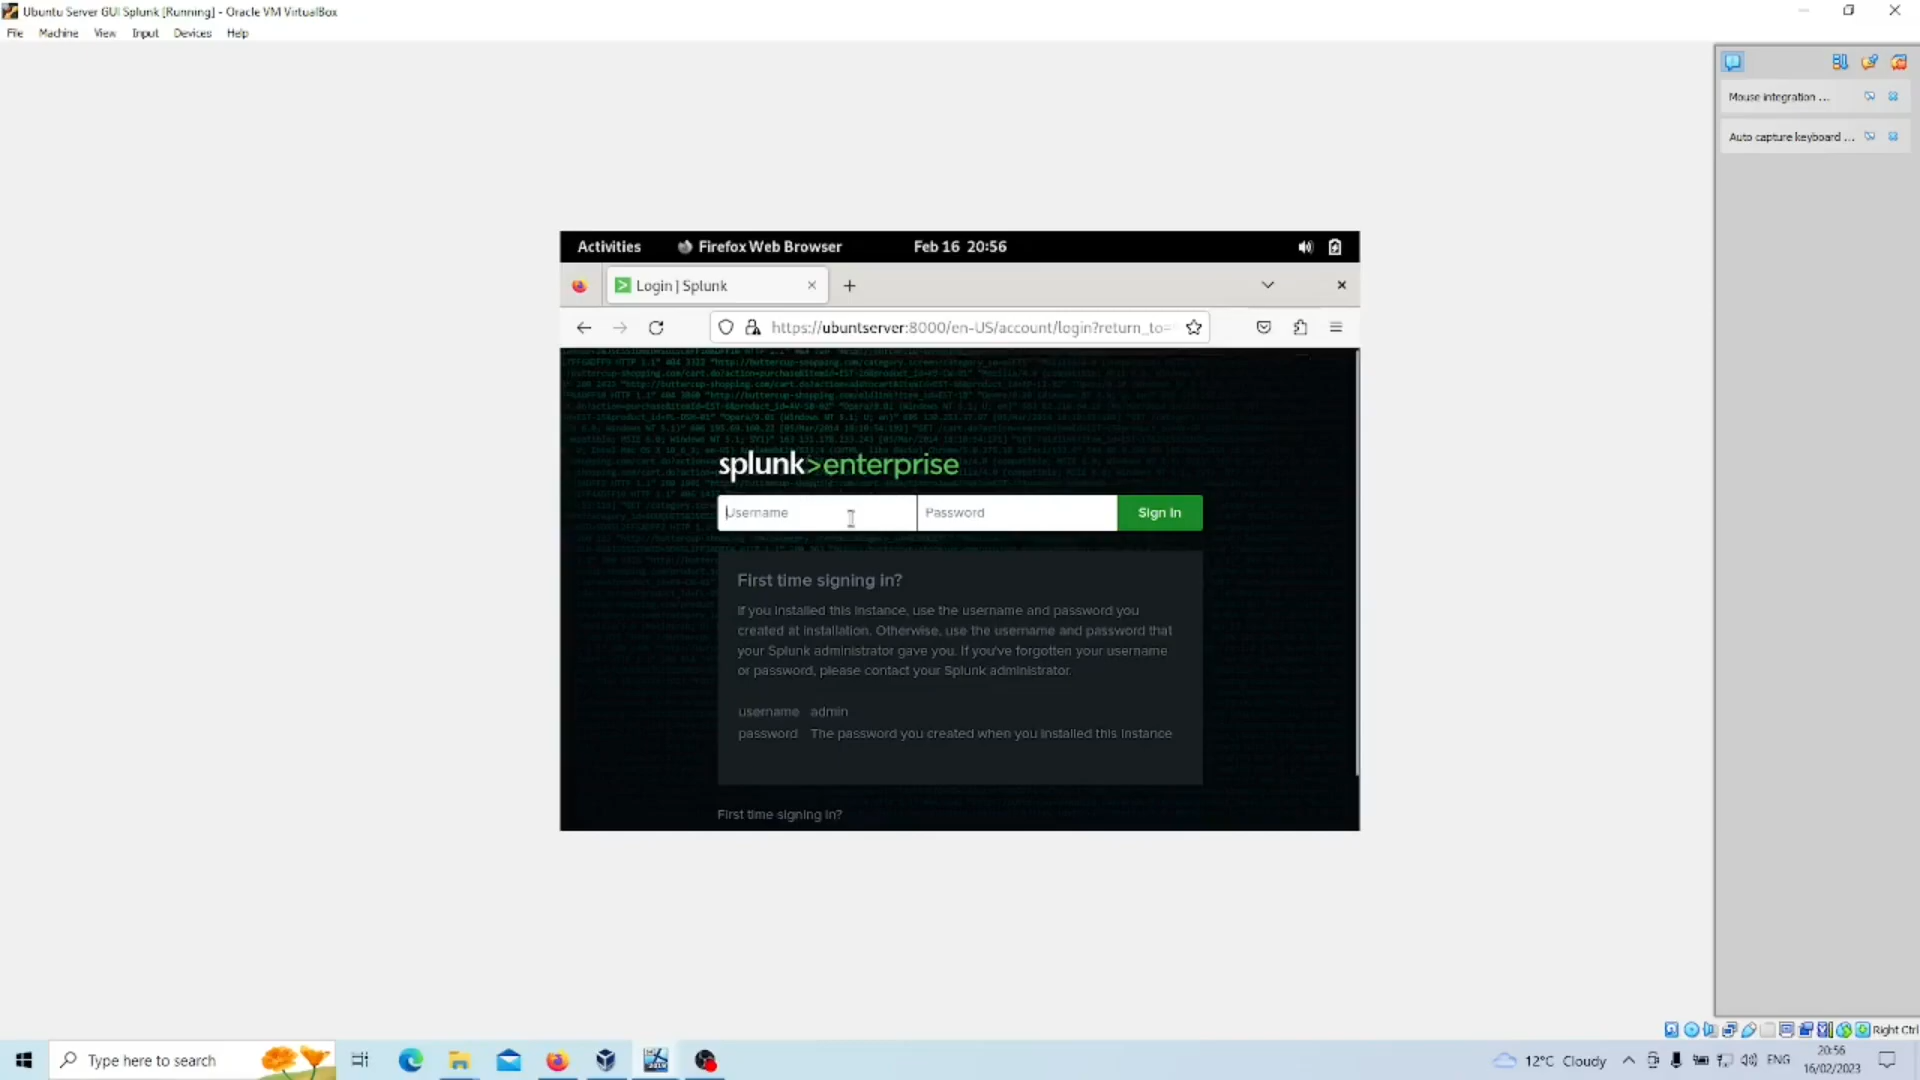 Ubuntu Server GUI Splunk [Running] - Oracle VM VirtualBox
File Machine View Input Devices Help
Mouse integration ...
Auto capture keyboard ...
Activities Firefox Web Browser Feb 16 20:56
Login | Splunk
https://ubuntserver:8000/en-US/account/login?return_to=
splunk>enterprise
Username Password Sign In
First time signing in?
If you installed this instance, use the username and password you
created at installation. Otherwise, use the username and password that
your Splunk administrator gave you. If you've forgotten your username
or password, please contact your Splunk administrator.
username admin
password The password you created when you installed this instance
First time signing in?
Right Ctrl
Type here to search
12°C Cloudy
ENG
20:56
16/02/2023